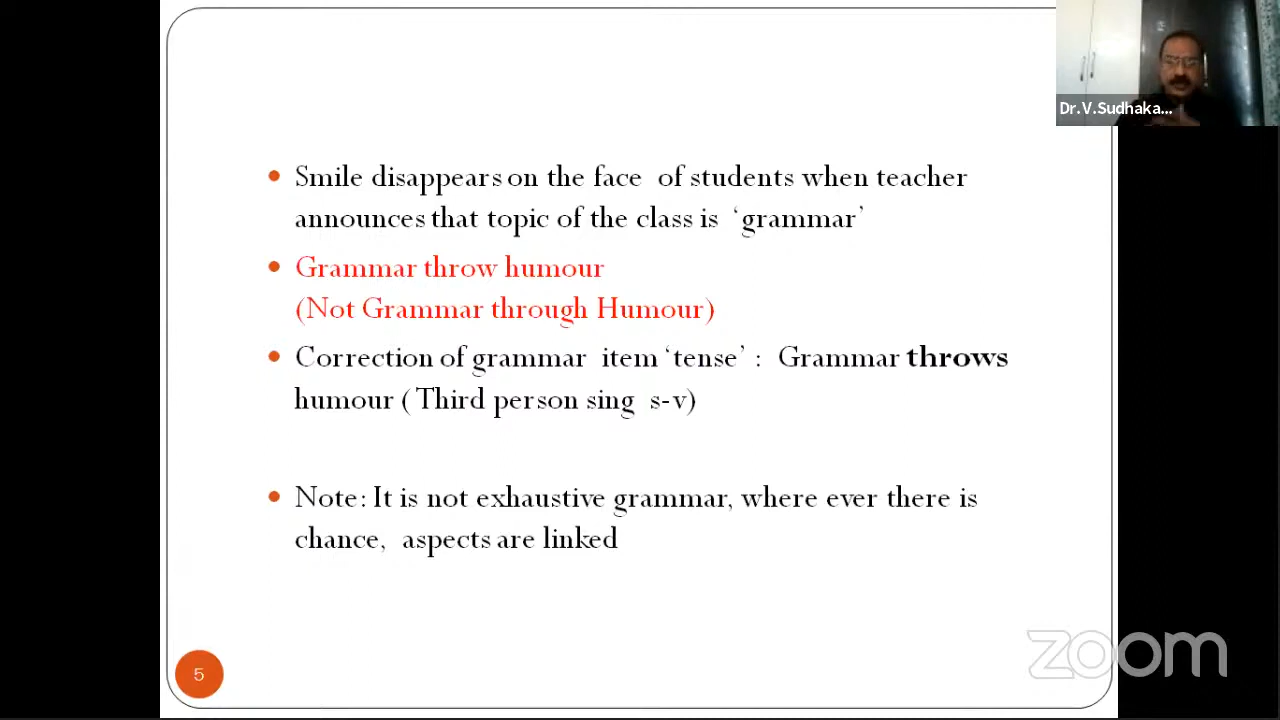 Dr.V.Sudhaka...
Smile disappears on the face of students when teacher
announces that topic of the class is ‘grammar’
Grammar throw humour
(Not Grammar through Humour)
Correction of grammar item ‘tense’ : Grammar throws
humour ( Third person sing s-v)
Note: It is not exhaustive grammar, where ever there is
chance, aspects are linked
5
zoom